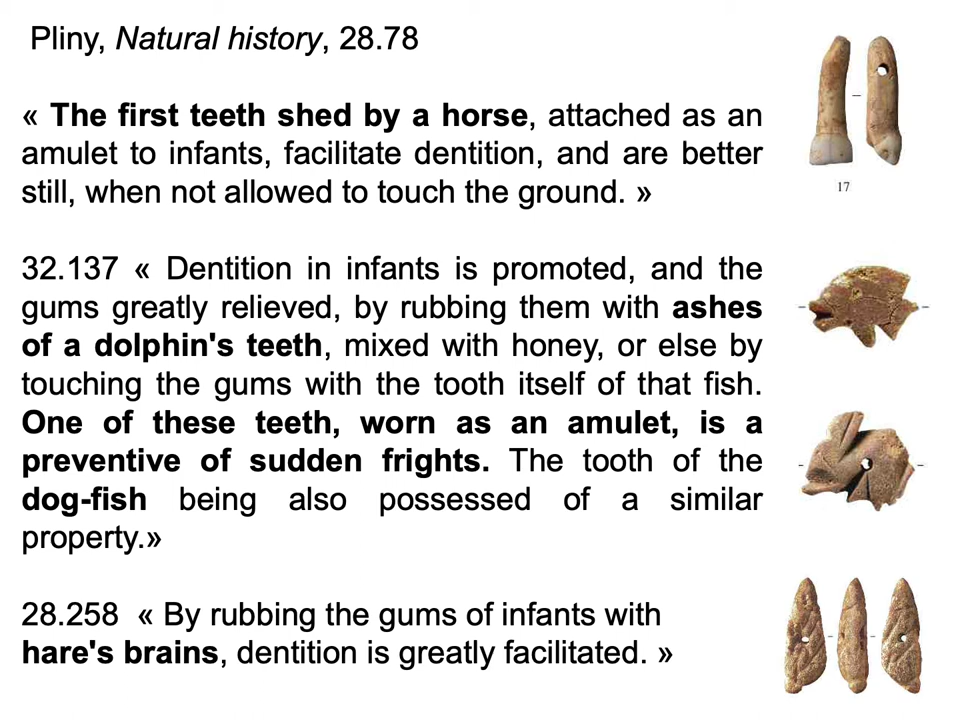 Pliny, Natural history, 28.78
« The first teeth shed by a horse, attached as an
amulet to infants, facilitate dentition, and are better
still, when not allowed to touch the ground. »
17
32.137 « Dentition in infants is promoted, and the
gums greatly relieved, by rubbing them with ashes
of a dolphin's teeth, mixed with honey, or else by
touching the gums with the tooth itself of that fish.
One of these teeth, worn as an amulet, is a
preventive of sudden frights. The tooth of the
dog-fish being also possessed of a similar
property.»
28.258 « By rubbing the gums of infants with
hare's brains, dentition is greatly facilitated. »